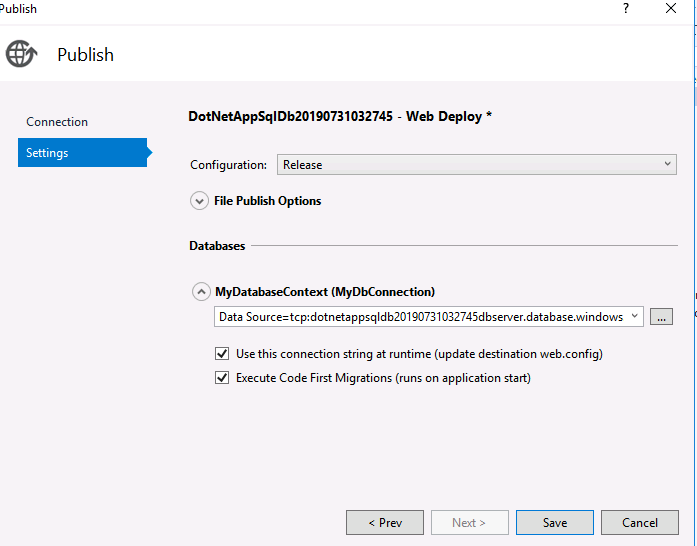 Publish
?
Publish
Connection
Settings
DotNetAppSqlDb20190731032745 - Web Deploy *
Configuration: Release
File Publish Options
Databases
MyDatabaseContext (MyDbConnection)
Data Source=tcp:dotnetappsqldb20190731032745dbserver.database.windows
...
Use this connection string at runtime (update destination web.config)
Execute Code First Migrations (runs on application start)
< Prev
Next >
Save
Cancel